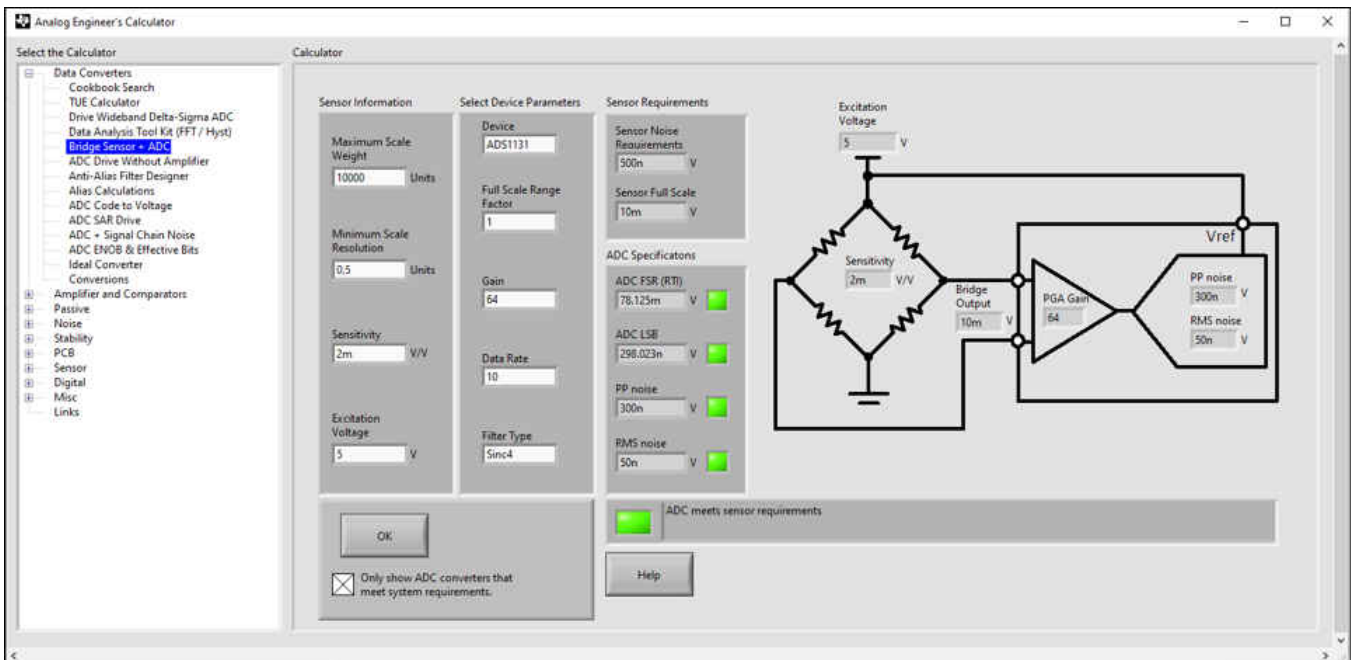 Analog Engineer's Calculator
Select the Calculator
Data Converters
Cookbook Search
TUE Calculator
Drive Wideband Delta-Sigma ADC
Data Analysis Tool Kit (FFT / Hyst)
Bridge Sensor + ADC
ADC Drive Without Amplifier
Anti-Alias Filter Designer
Alias Calculations
ADC Code to Voltage
ADC SAR Drive
ADC + Signal Chain Noise
ADC ENOB & Effective Bits
Ideal Converter
Conversions
Amplifier and Comparators
Passive
Noise
Stability
PCB
Sensor
Digital
Misc
Links
Calculator
Sensor Information
Maximum Scale
Weight
10000 Units
Minimum Scale
Resolution
0.5 Units
Sensitivity
2m V/V
Excitation
Voltage
5 V
Select Device Parameters
Device
ADS1131
Full Scale Range
Factor
1
Gain
64
Data Rate
10
Filter Type
Sinc4
Sensor Requirements
Sensor Noise
Requirements
500n V
Sensor Full Scale
10m V
ADC Specificatons
ADC FSR (RTI)
78.125m V
ADC LSB
298.023n V
PP noise
300n V
RMS noise
50n V
Excitation
Voltage
5 V
Sensitivity
2m V/V
Bridge
Output
10m V
PGA Gain
64
Vref
PP noise
300n V
RMS noise
50n V
OK
Only show ADC converters that
meet system requirements.
ADC meets sensor requirements
Help